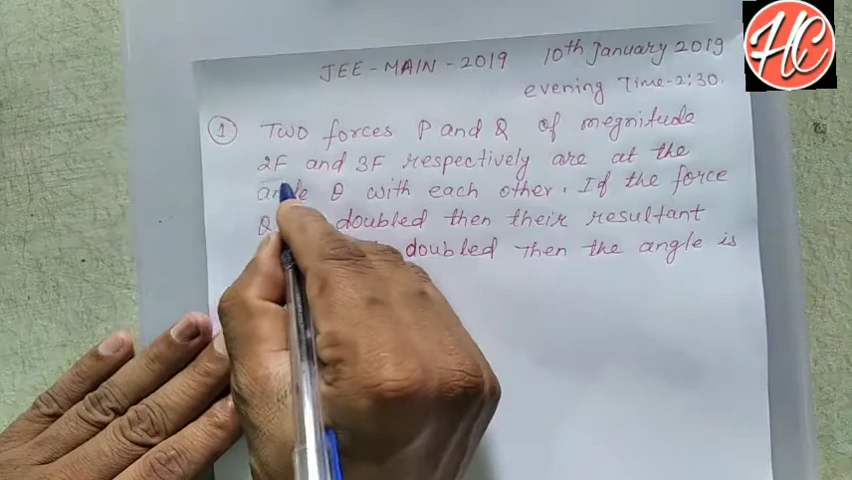 HC
JEE-MAIN-2019 10th January 2019
evening Time-2:30.
1 Two forces P and Q of megnitude
2F and 3F respectively are at the
angle θ with each other. If the force
Q doubled then their resultant
doubled then the angle is